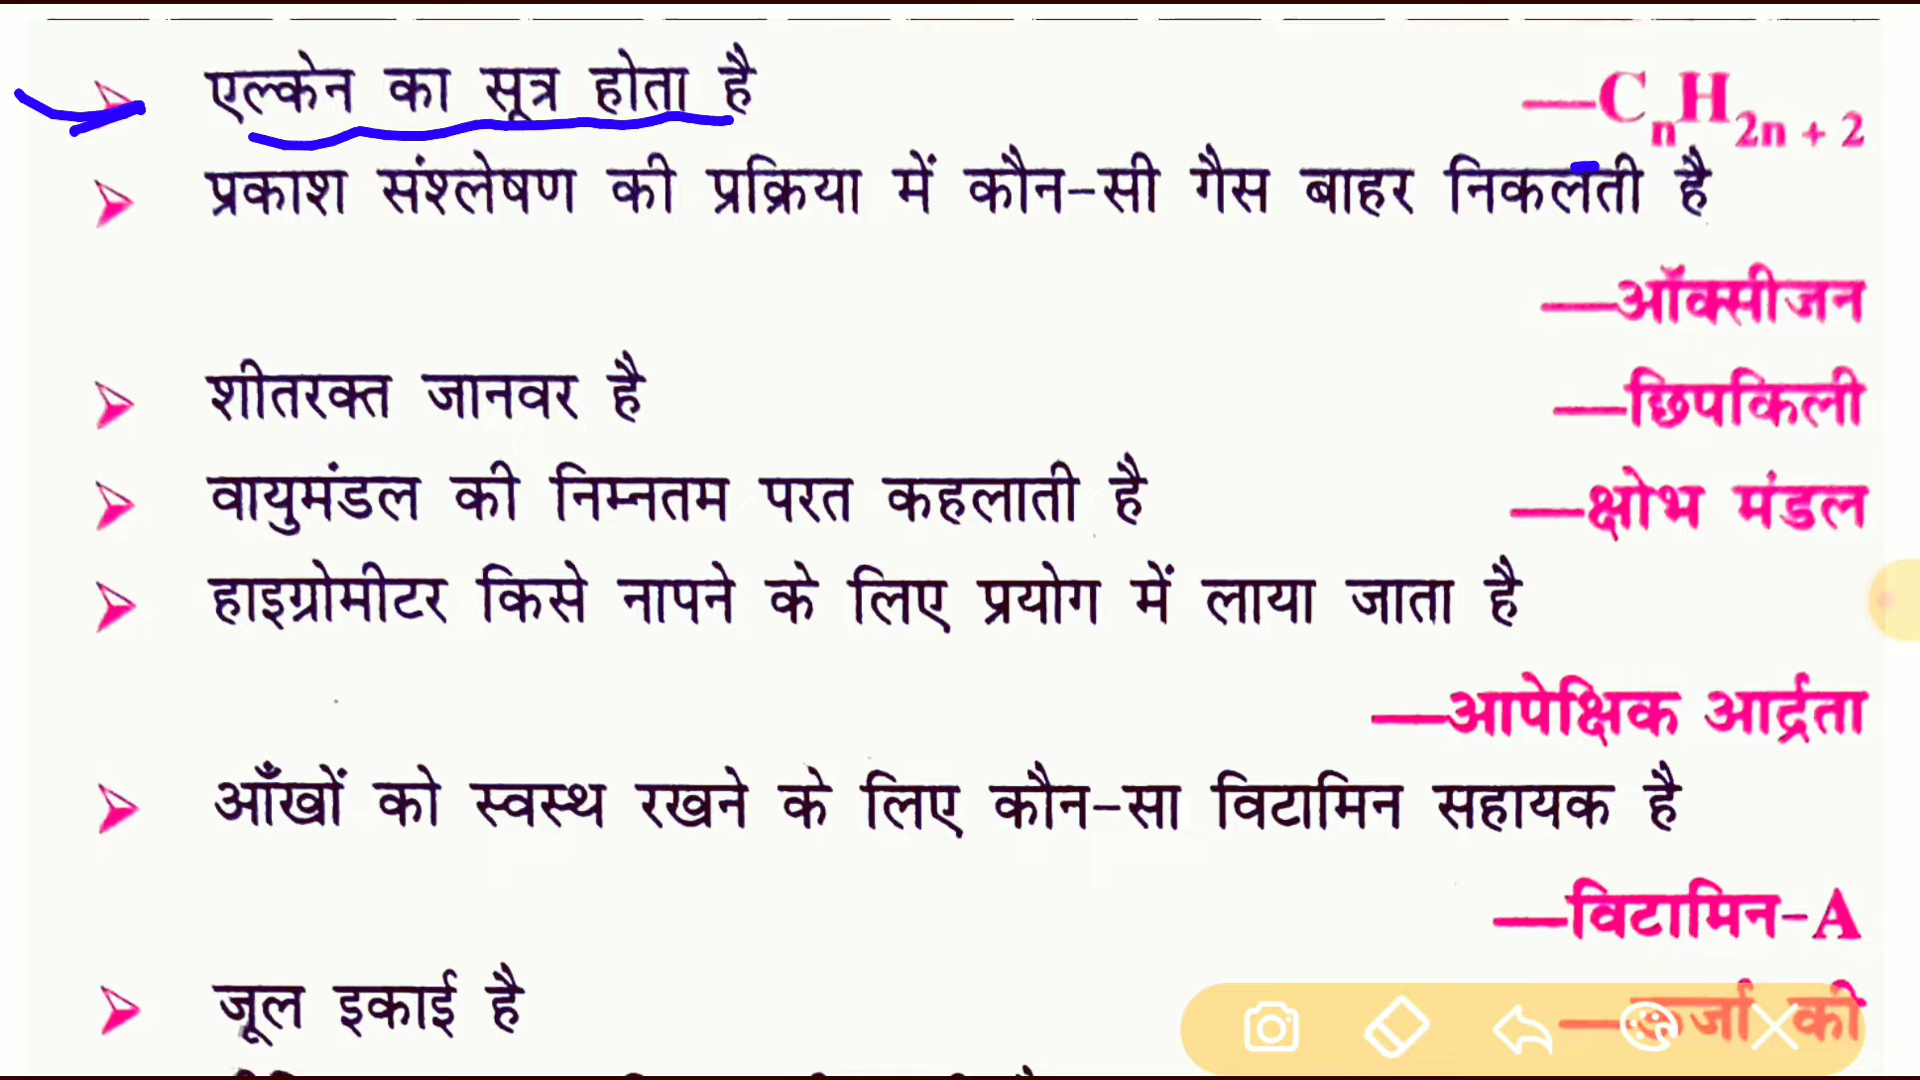 एल्केन का सूत्र होता है —CnH2n + 2
प्रकाश संश्लेषण की प्रक्रिया में कौन-सी गैस बाहर निकलती है
—ऑक्सीजन
शीतरक्त जानवर है —छिपकिली
वायुमंडल की निम्नतम परत कहलाती है —क्षोभ मंडल
हाइग्रोमीटर किसे नापने के लिए प्रयोग में लाया जाता है
—आपेक्षिक आर्द्रता
आँखों को स्वस्थ रखने के लिए कौन-सा विटामिन सहायक है
—विटामिन-A
जूल इकाई है —ऊर्जा की